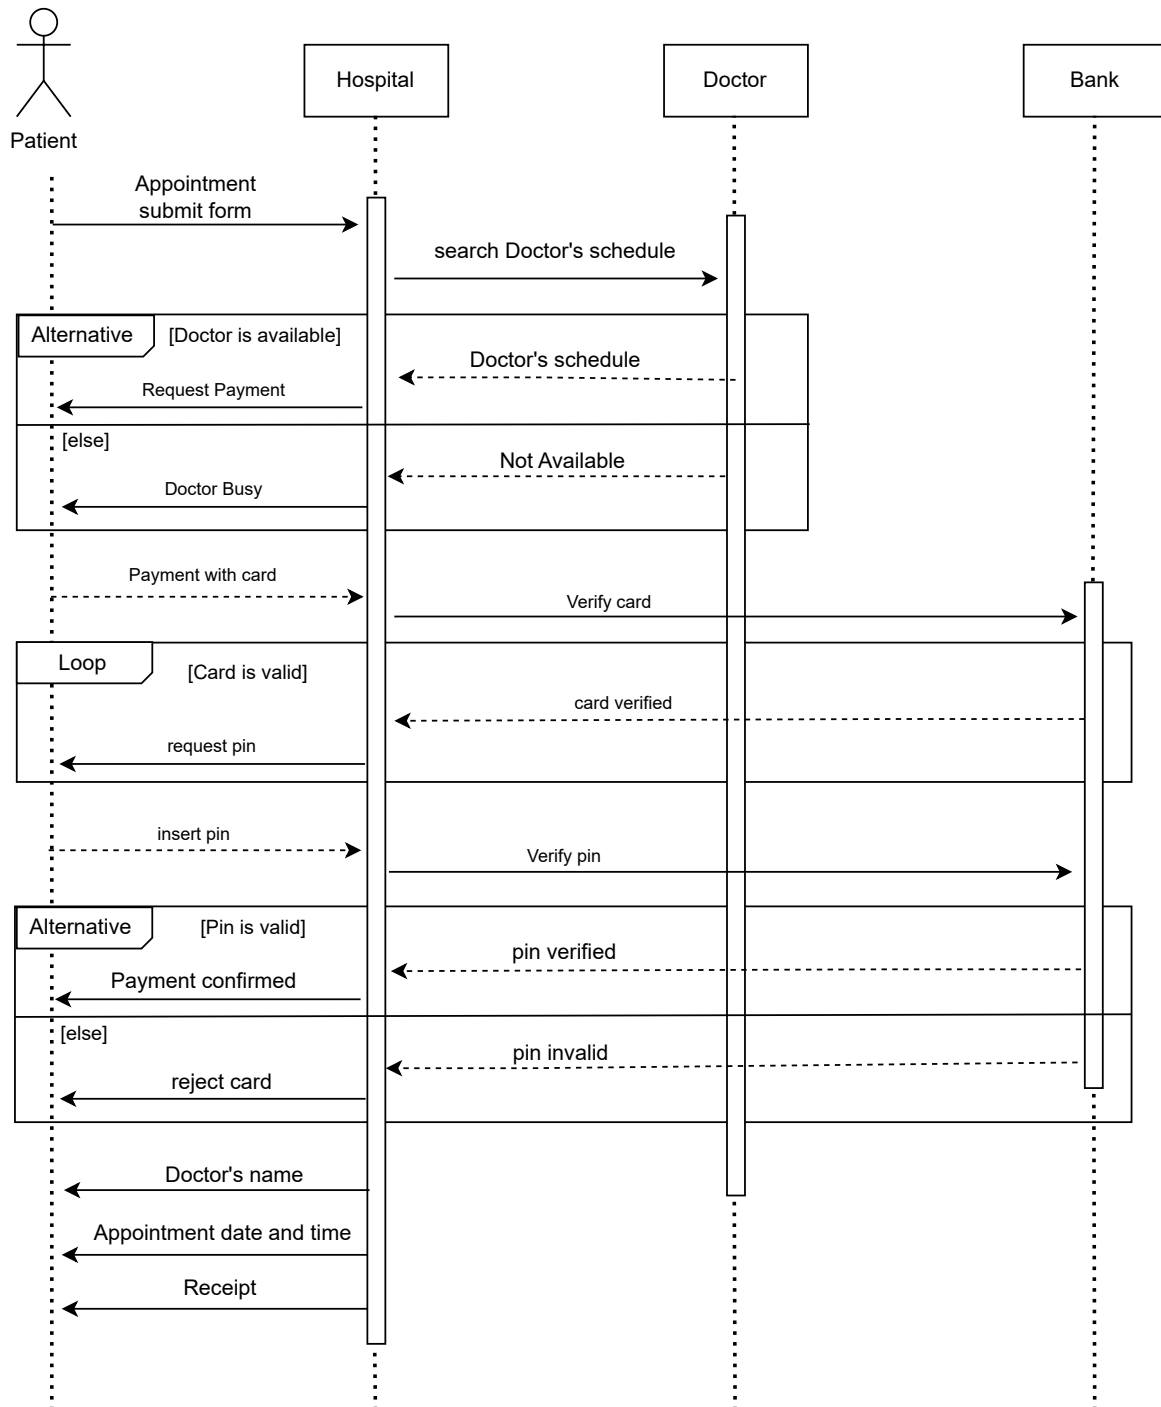 Patient
Hospital
Doctor
Bank
Appointment
submit form
search Doctor's schedule
Alternative
[Doctor is available]
Doctor's schedule
Request Payment
[else]
Not Available
Doctor Busy
Payment with card
Verify card
Loop
[Card is valid]
card verified
request pin
insert pin
Verify pin
Alternative
[Pin is valid]
pin verified
Payment confirmed
[else]
pin invalid
reject card
Doctor's name
Appointment date and time
Receipt